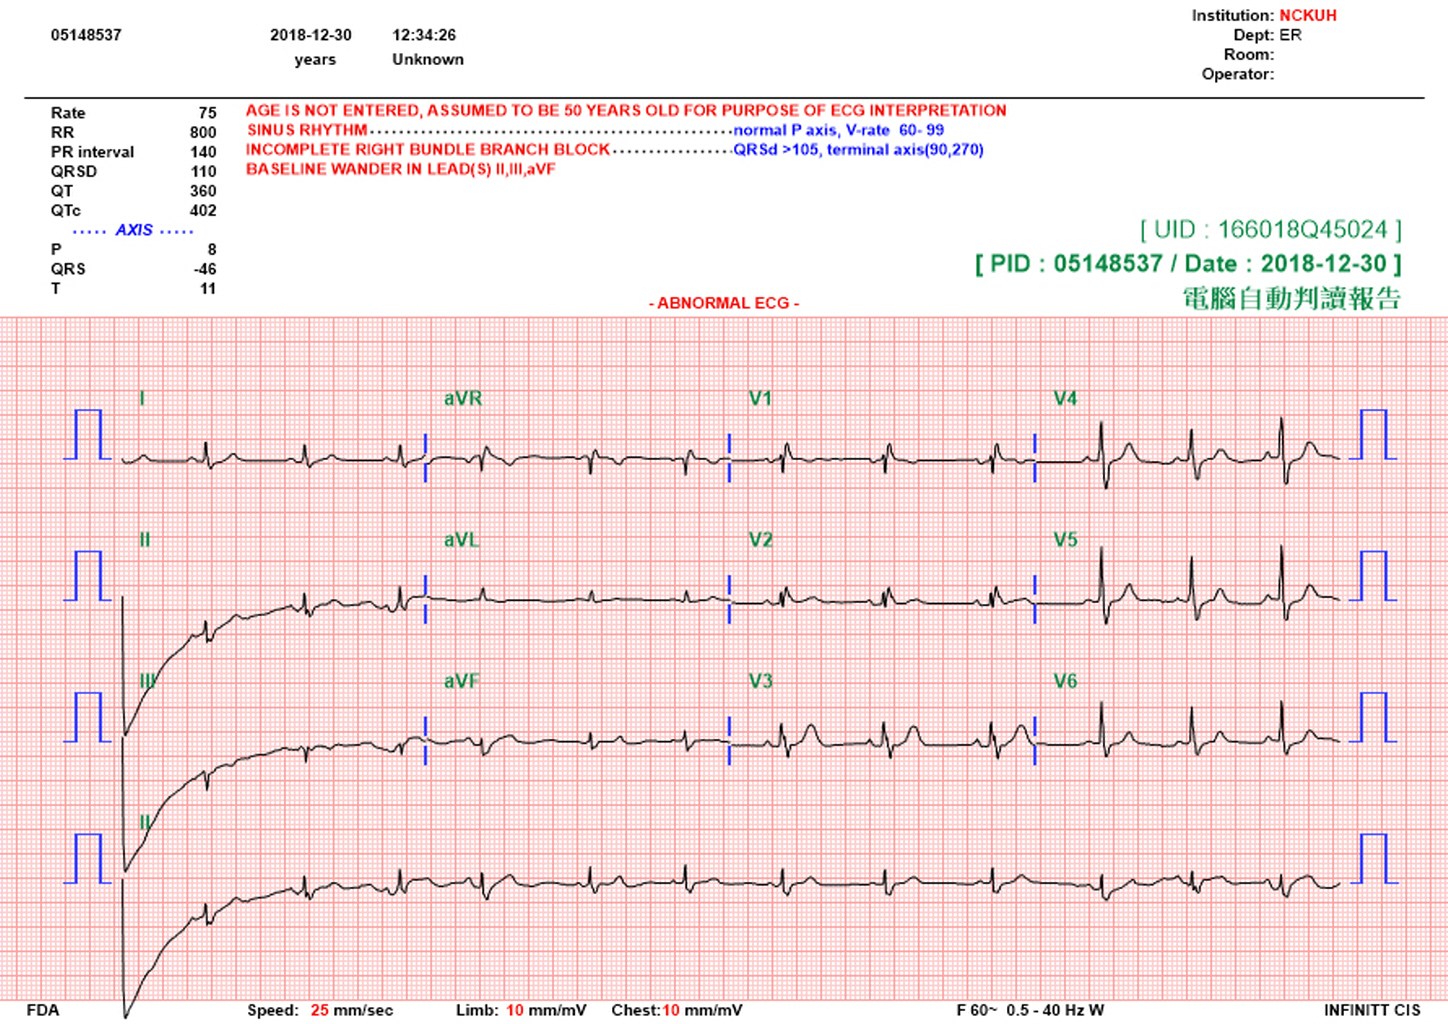 Institution: NCKUH
05148537 2018-12-30 12:34:26 Dept: ER
years Unknown Room:
Operator:
Rate 75 AGE IS NOT ENTERED, ASSUMED TO BE 50 YEARS OLD FOR PURPOSE OF ECG INTERPRETATION
RR 800 SINUS RHYTHM........................................normal P axis, V-rate 60- 99
PR interval 140 INCOMPLETE RIGHT BUNDLE BRANCH BLOCK.............QRSd >105, terminal axis(90,270)
QRSD 110 BASELINE WANDER IN LEAD(S) II,III,aVF
QT 360
QTc 402
····· AXIS ·····
[ UID : 166018Q45024 ]
P 8
QRS -46
[ PID : 05148537 / Date : 2018-12-30 ]
T 11
電腦自動判讀報告
- ABNORMAL ECG -
I aVR V1 V4
II aVL V2 V5
III aVF V3 V6
II
FDA Speed: 25 mm/sec Limb: 10 mm/mV Chest:10 mm/mV F 60~ 0.5 - 40 Hz W INFINITT CIS